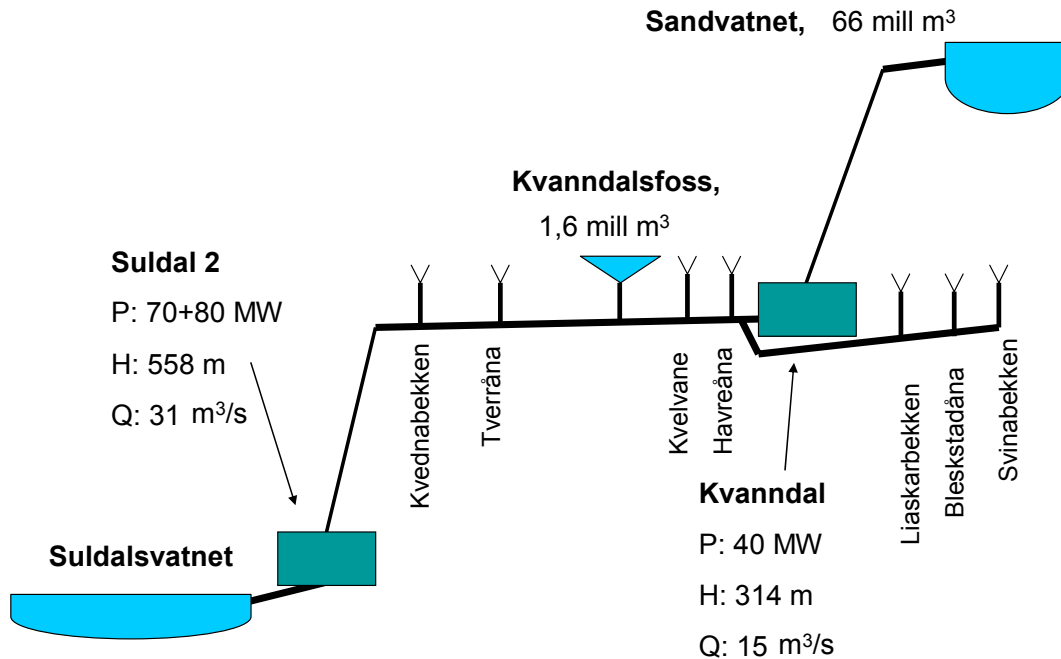 Sandvatnet, 66 mill m³
Kvanndalsfoss,
1,6 mill m³
Suldal 2
P: 70+80 MW
H: 558 m
Q: 31 m³/s
Kvednabekken
Tverråna
Kvelvane
Havreåna
Liaskarbekken
Bleskstadåna
Svinabekken
Kvanndal
P: 40 MW
H: 314 m
Q: 15 m³/s
Suldalsvatnet